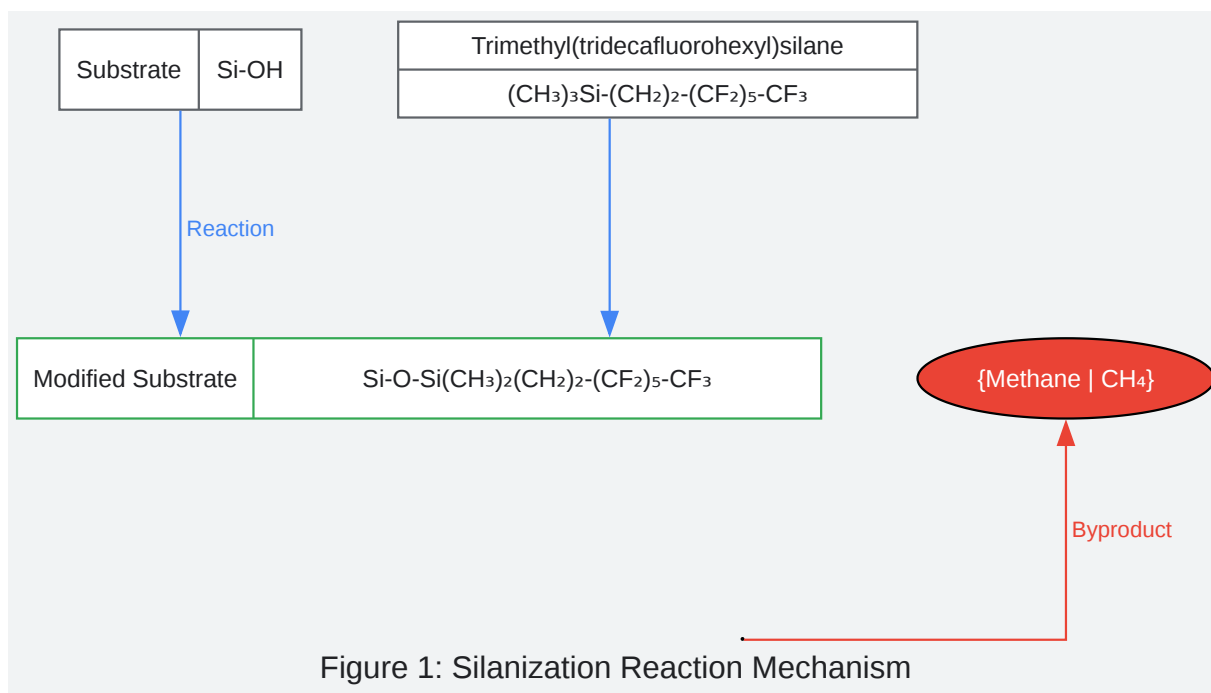 Substrate
Si-OH
Trimethyl(tridecafluorohexyl)silane
(CH₃)₃Si-(CH₂)₂-(CF₂)₅-CF₃
Reaction
Modified Substrate
Si-O-Si(CH₃)₂(CH₂)₂-(CF₂)₅-CF₃
{Methane | CH₄}
Byproduct
Figure 1: Silanization Reaction Mechanism